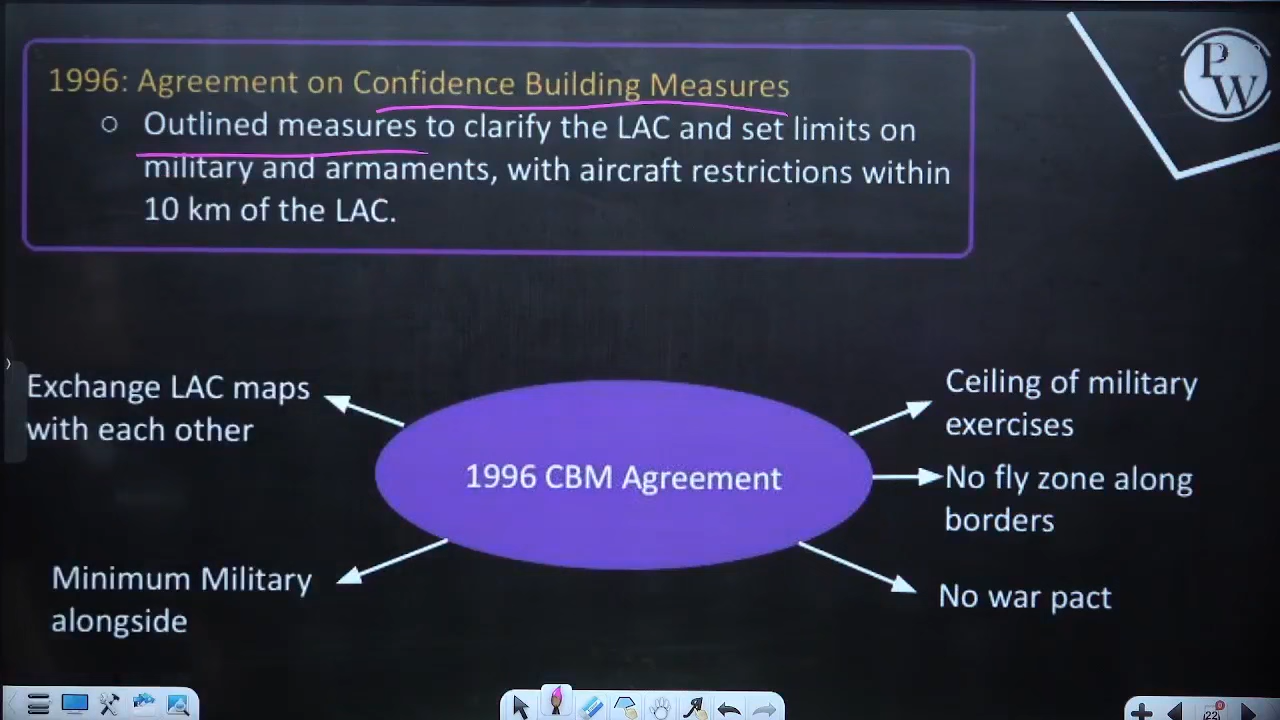 1996: Agreement on Confidence Building Measures
Outlined measures to clarify the LAC and set limits on
military and armaments, with aircraft restrictions within
10 km of the LAC.
PW
Exchange LAC maps
with each other
1996 CBM Agreement
Ceiling of military
exercises
No fly zone along
borders
Minimum Military
alongside
No war pact
22